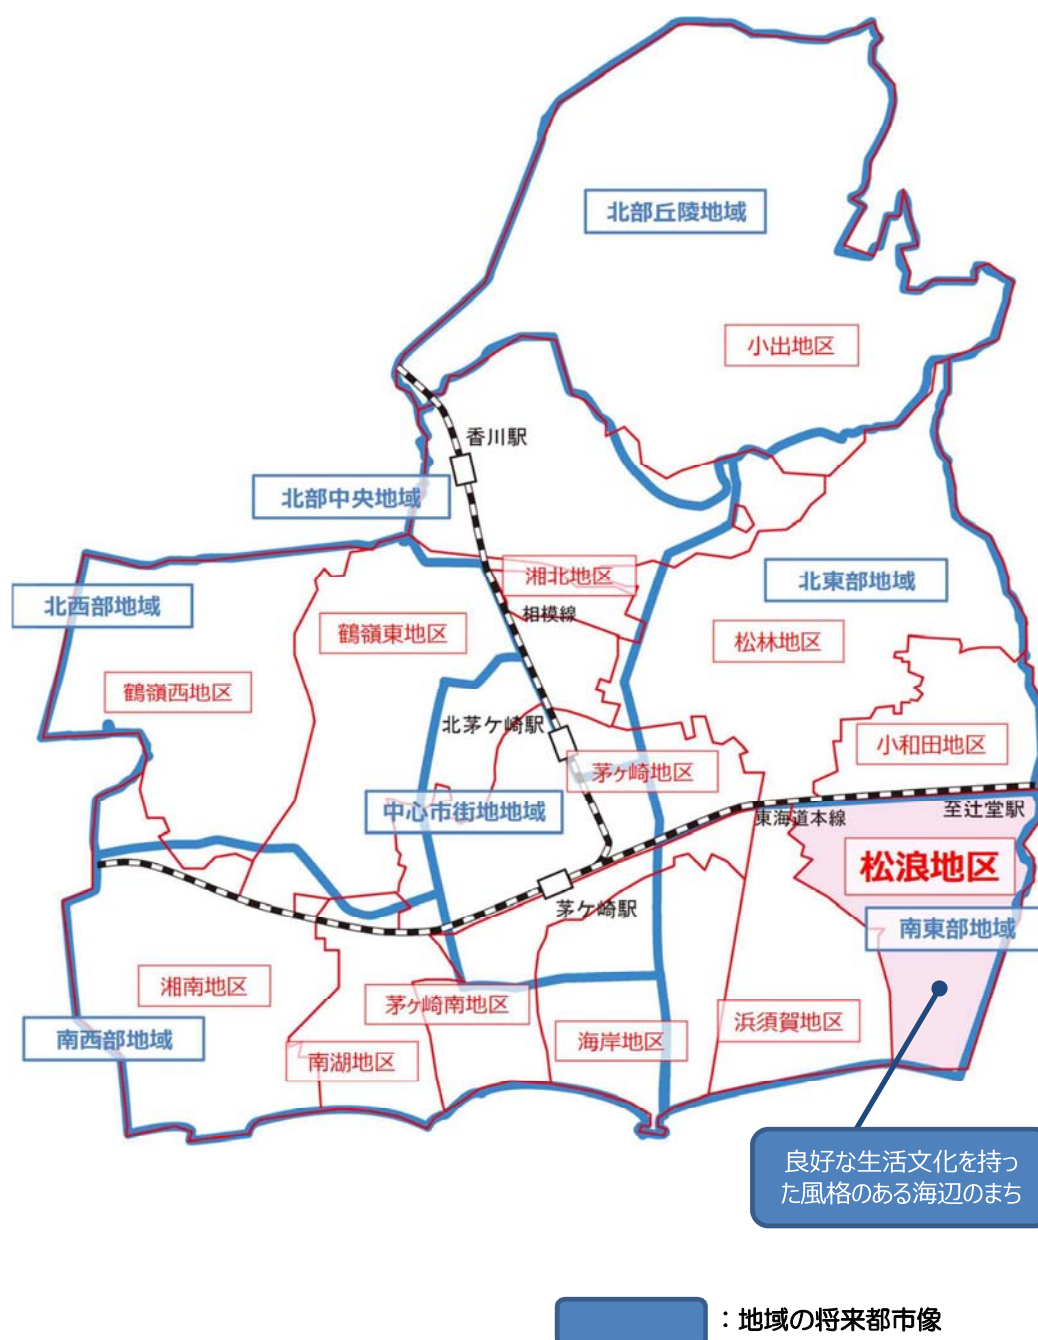 北部丘陵地域
小出地区
香川駅
北部中央地域
湘北地区
北東部地域
北西部地域
相模線
鶴嶺東地区
松林地区
鶴嶺西地区
北茅ケ崎駅
小和田地区
茅ヶ崎地区
中心市街地地域
東海道本線
至辻堂駅
松浪地区
茅ケ崎駅
南東部地域
湘南地区
茅ヶ崎南地区
浜須賀地区
南西部地域
海岸地区
南湖地区
良好な生活文化を持っ
た風格のある海辺のまち
：地域の将来都市像